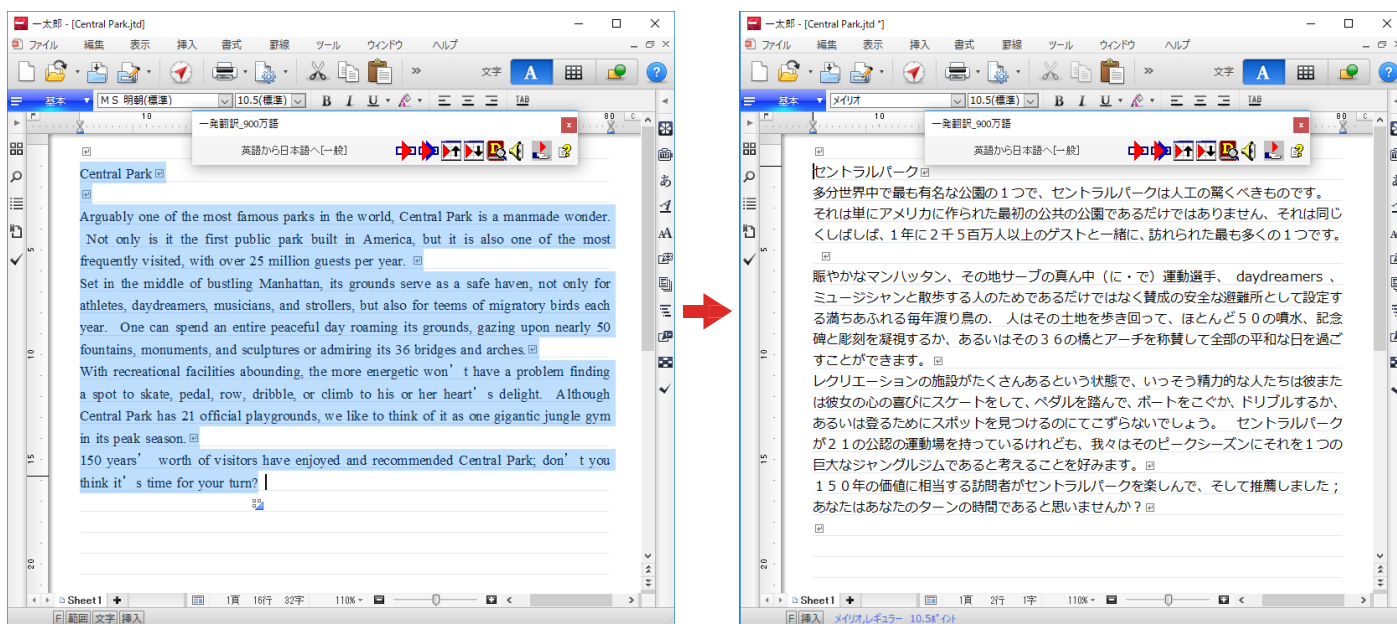 一太郎 - [Central Park.jtd]
ファイル 編集 表示 挿入 書式 罫線 ツール ウィンドウ ヘルプ
文字 A
基本 ＭＳ 明朝(標準) 10.5(標準) B I U TAB
一発翻訳_900万語
英語から日本語へ[一般]
Central Park
Arguably one of the most famous parks in the world, Central Park is a manmade wonder.
Not only is it the first public park built in America, but it is also one of the most
frequently visited, with over 25 million guests per year.
Set in the middle of bustling Manhattan, its grounds serve as a safe haven, not only for
athletes, daydreamers, musicians, and strollers, but also for teems of migratory birds each
year. One can spend an entire peaceful day roaming its grounds, gazing upon nearly 50
fountains, monuments, and sculptures or admiring its 36 bridges and arches.
With recreational facilities abounding, the more energetic won’t have a problem finding
a spot to skate, pedal, row, dribble, or climb to his or her heart’s delight. Although
Central Park has 21 official playgrounds, we like to think of it as one gigantic jungle gym
in its peak season.
150 years’ worth of visitors have enjoyed and recommended Central Park; don’t you
think it’s time for your turn?
Sheet1 1頁 16行 32字 110%
F 範囲 文字 挿入
一太郎 - [Central Park.jtd *]
ファイル 編集 表示 挿入 書式 罫線 ツール ウィンドウ ヘルプ
文字 A
基本 メイリオ 10.5(標準) B I U TAB
一発翻訳_900万語
英語から日本語へ[一般]
セントラルパーク
多分世界中で最も有名な公園の１つで、セントラルパークは人工の驚くべきものです。
それは単にアメリカに作られた最初の公共の公園であるだけではありません、それは同じ
くしばしば、１年に２千５百万人以上のゲストと一緒に、訪れられた最も多くの１つです。
賑やかなマンハッタン、その地サーブの真ん中（に・で）運動選手、 daydreamers 、
ミュージシャンと散歩する人のためであるだけではなく賛成の安全な避難所として設定す
る満ちあふれる毎年渡り鳥の． 人はその土地を歩き回って、ほとんど５０の噴水、記念
碑と彫刻を凝視するか、あるいはその３６の橋とアーチを称賛して全部の平和な日を過ご
すことができます。
レクリエーションの施設がたくさんあるという状態で、いっそう精力的な人たちは彼また
は彼女の心の喜びにスケートをして、ペダルを踏んで、ボートをこぐか、ドリブルするか、
あるいは登るためにスポットを見つけるのにてこずらないでしょう。 セントラルパーク
が２１の公認の運動場を持っているけれども、我々はそのピークシーズンにそれを１つの
巨大なジャングルジムであると考えることを好みます。
１５０年の価値に相当する訪問者がセントラルパークを楽しんで、そして推薦しました；
あなたはあなたのターンの時間であると思いませんか？
Sheet1 1頁 2行 1字 110%
F 挿入 メイリオ,レギュラー 10.5ポイント